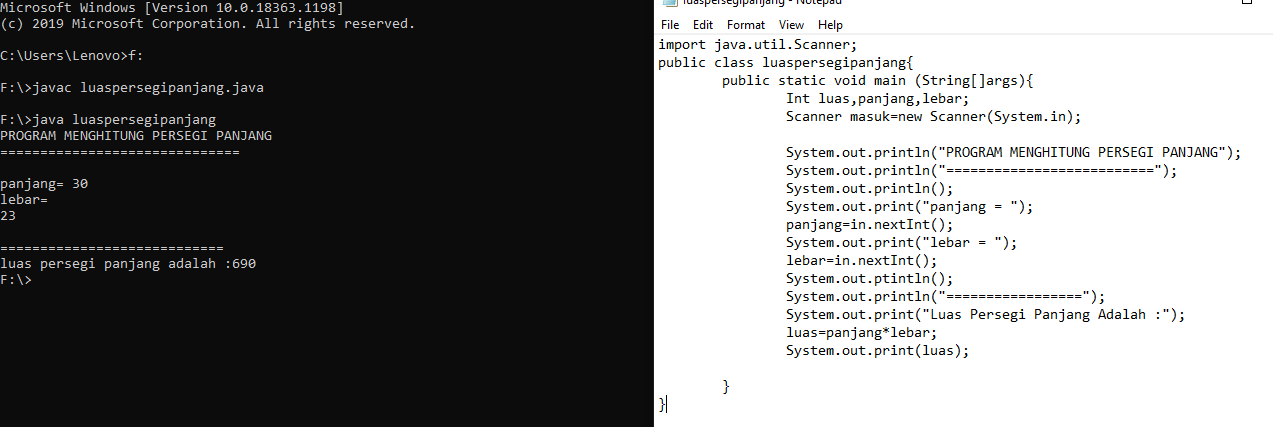 Microsoft Windows [Version 10.0.18363.1198]
(c) 2019 Microsoft Corporation. All rights reserved.
C:\Users\Lenovo>f:
F:\>javac luaspersegipanjang.java
F:\>java luaspersegipanjang
PROGRAM MENGHITUNG PERSEGI PANJANG
==============================
panjang= 30
lebar=
23
============================
luas persegi panjang adalah :690
F:\>
luaspersegipanjang - Notepad
File Edit Format View Help
import java.util.Scanner;
public class luaspersegipanjang{
public static void main (String[]args){
Int luas,panjang,lebar;
Scanner masuk=new Scanner(System.in);
System.out.println("PROGRAM MENGHITUNG PERSEGI PANJANG");
System.out.println("==========================");
System.out.println();
System.out.print("panjang = ");
panjang=in.nextInt();
System.out.print("lebar = ");
lebar=in.nextInt();
System.out.ptintln();
System.out.println("=================");
System.out.print("Luas Persegi Panjang Adalah :");
luas=panjang*lebar;
System.out.print(luas);
}
}